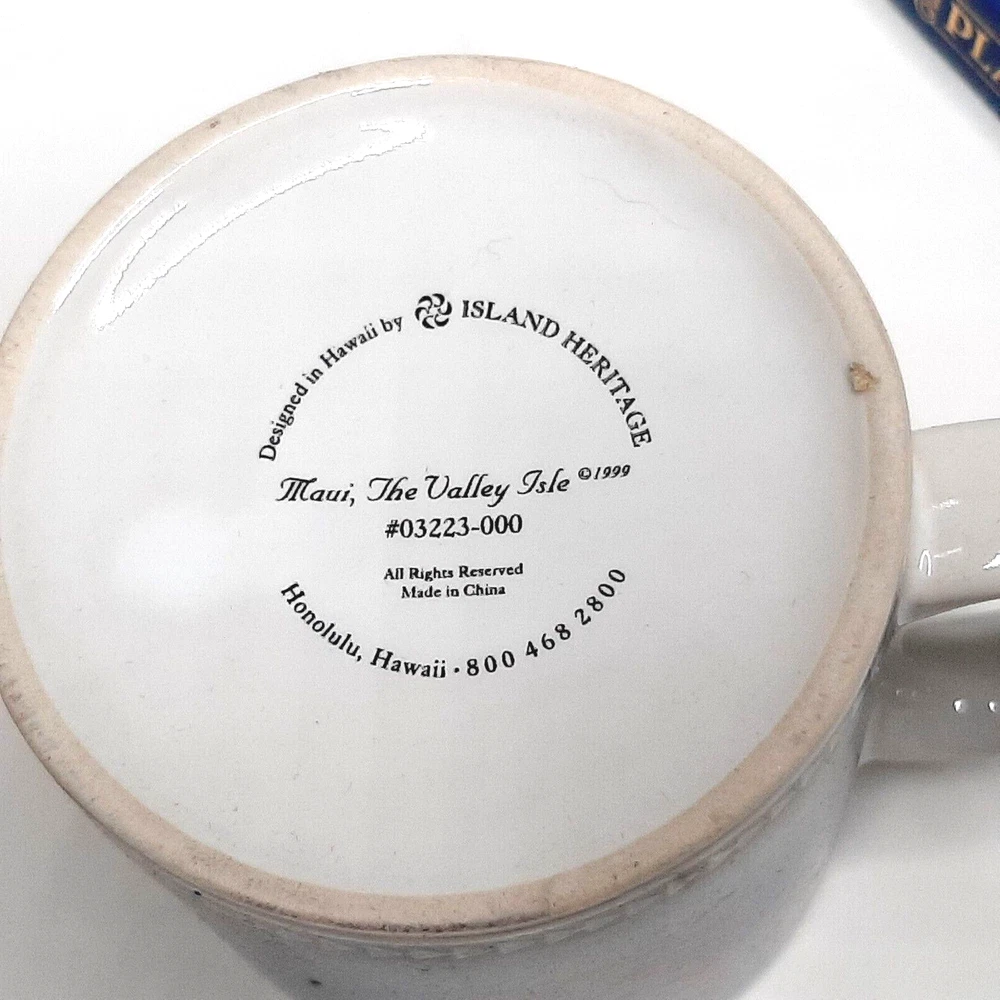 Designed in Hawaii by ISLAND HERITAGE
Maui, The Valley Isle ©1999
#03223-000
All Rights Reserved
Made in China
Honolulu, Hawaii · 800 468 2800